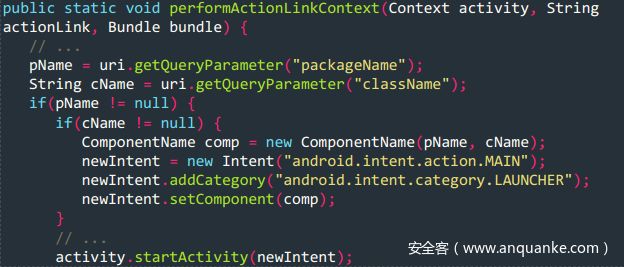 public static void performActionLinkContext(Context activity, String
actionLink, Bundle bundle) {
// ...
pName = uri.getQueryParameter("packageName");
String cName = uri.getQueryParameter("className");
if(pName != null) {
if(cName != null) {
ComponentName comp = new ComponentName(pName, cName);
newIntent = new Intent("android.intent.action.MAIN");
newIntent.addCategory("android.intent.category.LAUNCHER");
newIntent.setComponent(comp);
}
// ...
activity.startActivity(newIntent);
安全客（www.anquanke.com）